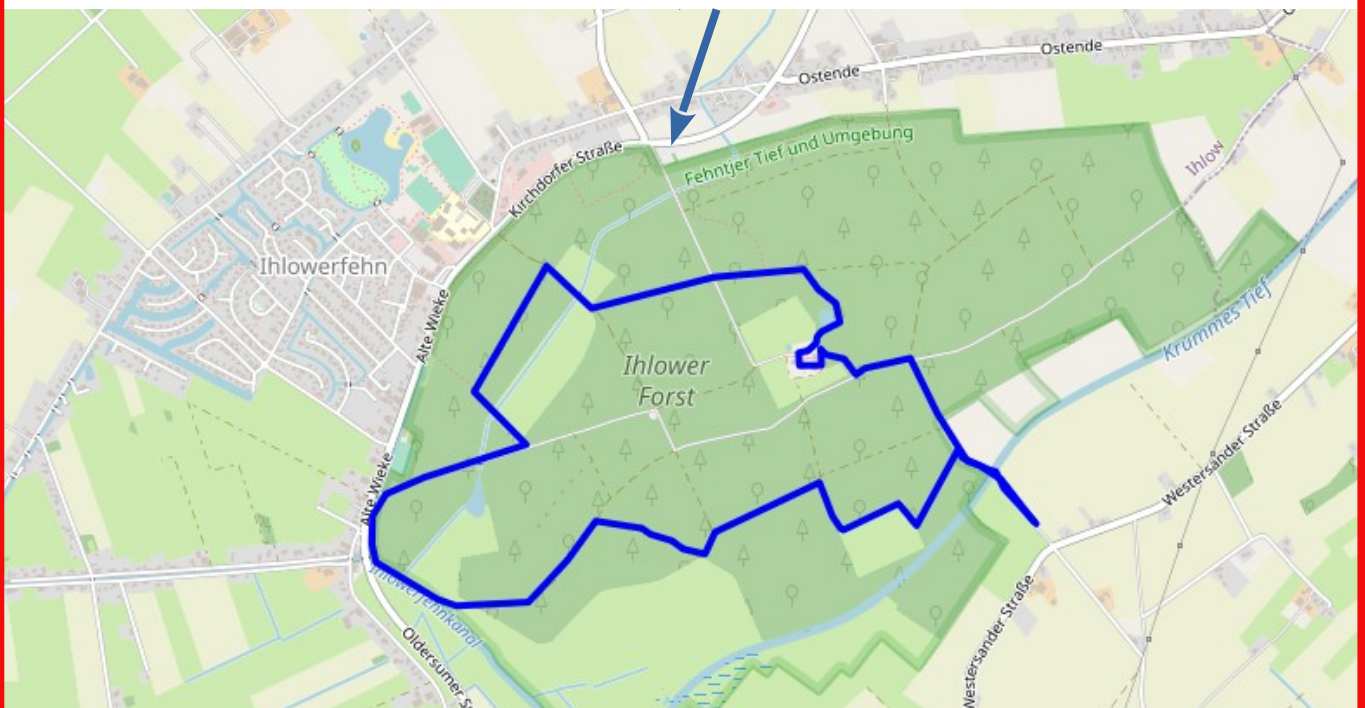 Ostende
Ostende
Kirchdorfer Straße
Fehntjer Tief und Umgebung
Ihlow
Ihlowerfehn
Alte Wieke
Krummes Tief
Ihlower
Forst
Westersander Straße
Alte Wieke
Ihlowerfehnkanal
Westersander Straße
Oldersumer S